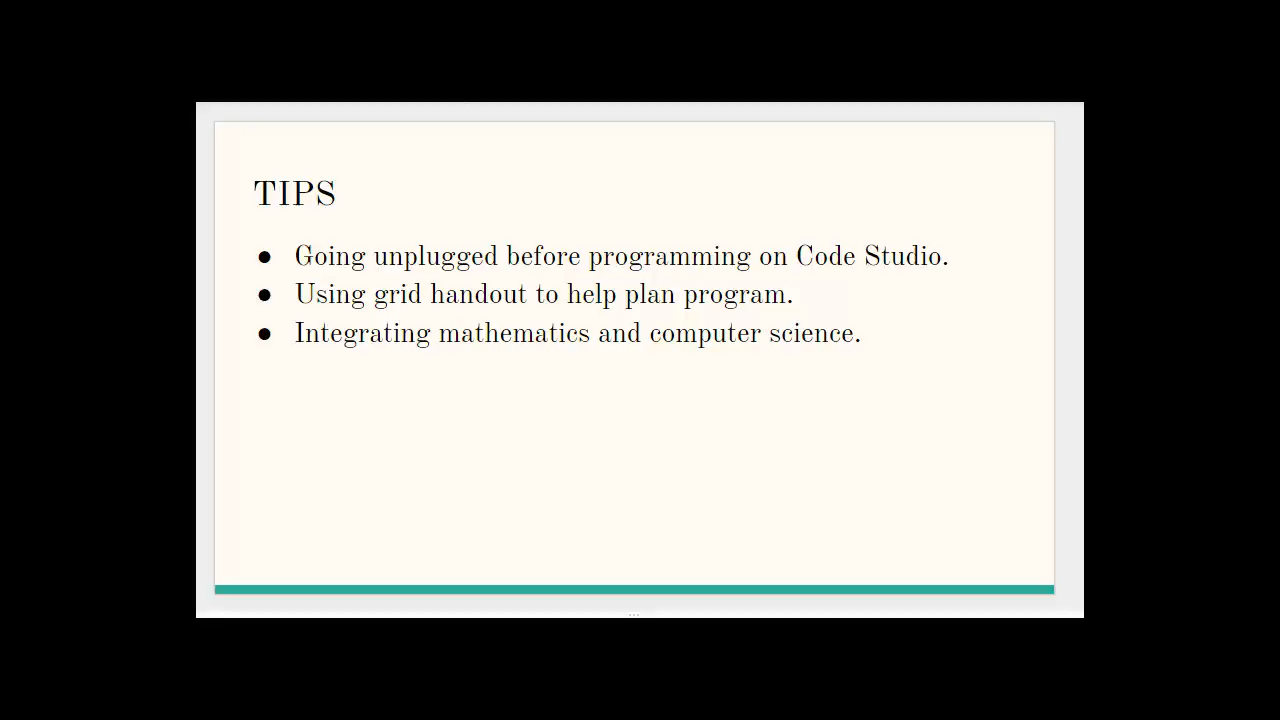 TIPS
● Going unplugged before programming on Code Studio.
● Using grid handout to help plan program.
● Integrating mathematics and computer science.